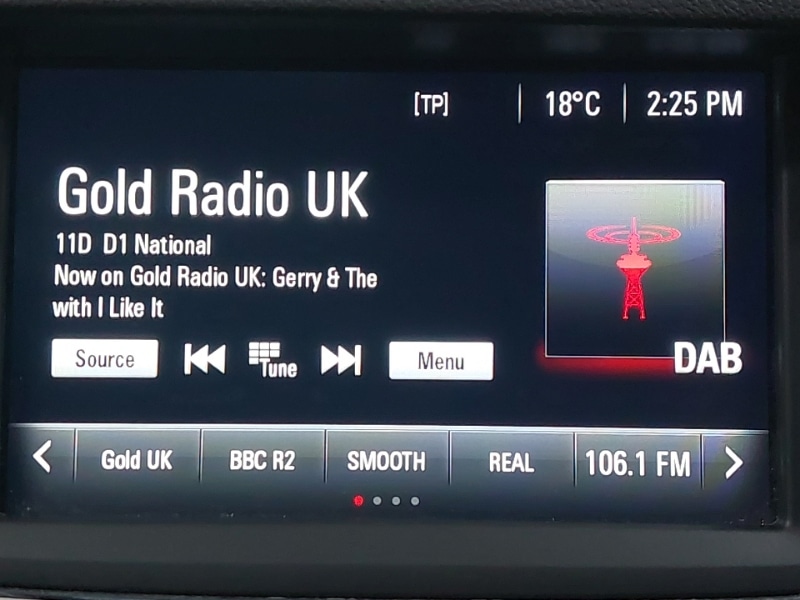 [TP] 18°C 2:25 PM
Gold Radio UK
11D D1 National
Now on Gold Radio UK: Gerry & The
with I Like It
Source Tune Menu
DAB
Gold UK BBC R2 SMOOTH REAL 106.1 FM